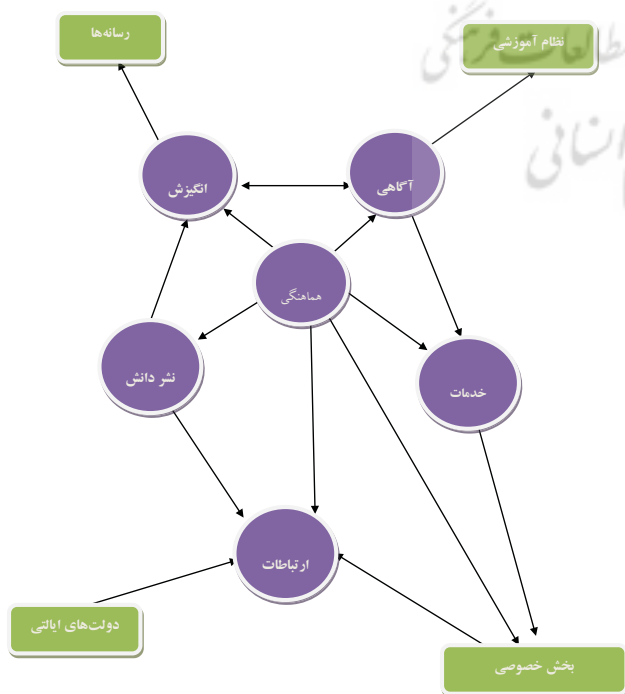 رسانه‌ها
نظام آموزشی
انگیزش
آگاهی
هماهنگی
نشر دانش
خدمات
ارتباطات
دولت‌های ایالتی
بخش خصوصی